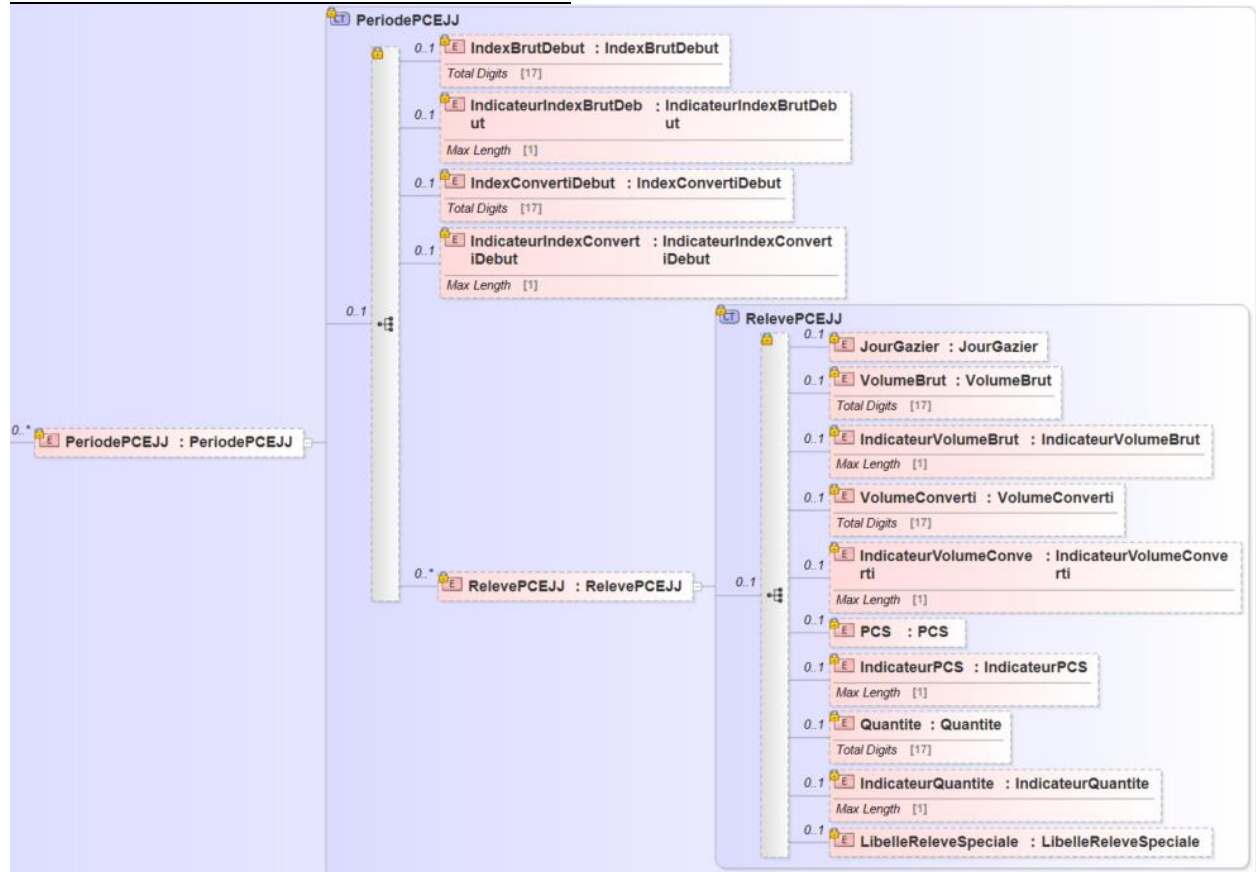 CT PeriodePCEJJ
0..1 E IndexBrutDebut : IndexBrutDebut
Total Digits [17]
0..1 E IndicateurIndexBrutDeb : IndicateurIndexBrutDeb
ut ut
Max Length [1]
0..1 E IndexConvertiDebut : IndexConvertiDebut
Total Digits [17]
0..1 E IndicateurIndexConvert : IndicateurIndexConvert
iDebut iDebut
Max Length [1]
0..1
CT RelevePCEJJ
0..1 E JourGazier : JourGazier
0..1 E VolumeBrut : VolumeBrut
Total Digits [17]
0..* E PeriodePCEJJ : PeriodePCEJJ
0..1 E IndicateurVolumeBrut : IndicateurVolumeBrut
Max Length [1]
0..1 E VolumeConverti : VolumeConverti
Total Digits [17]
0..1 E IndicateurVolumeConve : IndicateurVolumeConve
rti rti
Max Length [1]
0..* E RelevePCEJJ : RelevePCEJJ 0..1
0..1 E PCS : PCS
0..1 E IndicateurPCS : IndicateurPCS
Max Length [1]
0..1 E Quantite : Quantite
Total Digits [17]
0..1 E IndicateurQuantite : IndicateurQuantite
Max Length [1]
0..1 E LibelleReleveSpeciale : LibelleReleveSpeciale